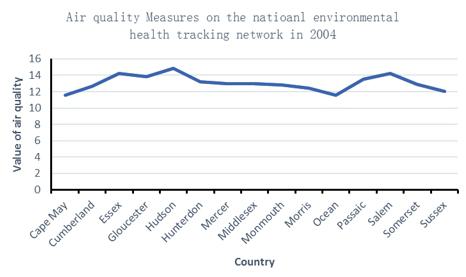 Air quality Measures on the natioanl environmental
health tracking network in 2004
Value of air quality
16
14
12
10
8
6
4
2
0
Cape May
Cumberland
Essex
Gloucester
Hudson
Hunterdon
Mercer
Middlesex
Monmouth
Morris
Ocean
Passaic
Salem
Somerset
Sussex
Country